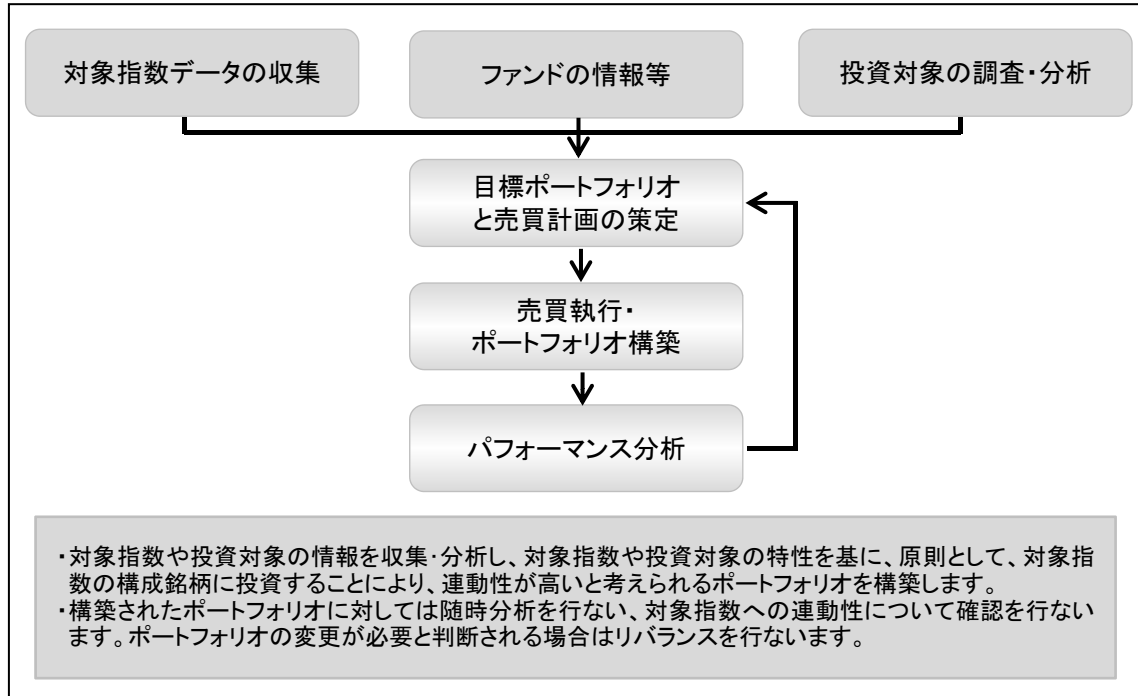 対象指数データの収集
ファンドの情報等
投資対象の調査・分析
目標ポートフォリオ
と売買計画の策定
売買執行・
ポートフォリオ構築
パフォーマンス分析
・対象指数や投資対象の情報を収集・分析し、対象指数や投資対象の特性を基に、原則として、対象指
数の構成銘柄に投資することにより、連動性が高いと考えられるポートフォリオを構築します。
・構築されたポートフォリオに対しては随時分析を行ない、対象指数への連動性について確認を行ない
ます。ポートフォリオの変更が必要と判断される場合はリバランスを行ないます。